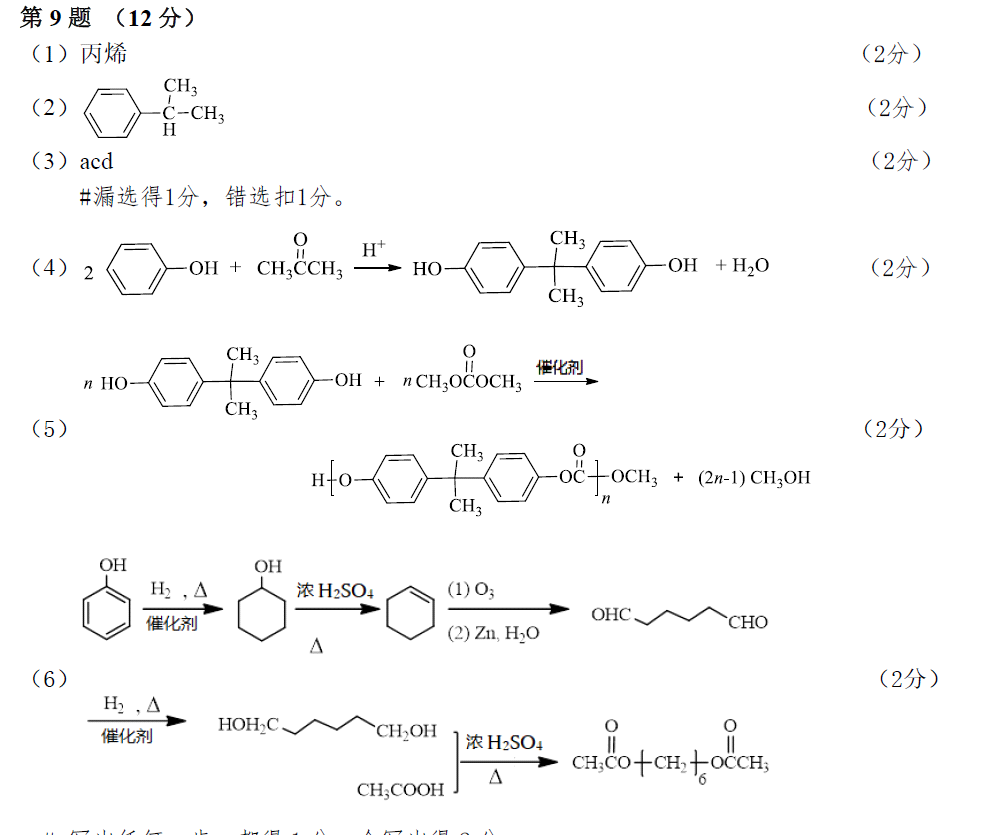 第9题 （12分）
（1）丙烯 （2分）
（2） CH3 CH CH3 （2分）
（3）acd （2分）
#漏选得1分，错选扣1分。
（4） 2 OH + CH3CCH3 O H+ HO CH3 CH3 OH + H2O （2分）
n HO CH3 CH3 OH + n CH3OCOCH3 O 催化剂
（5） （2分）
H O CH3 CH3 OC O n OCH3 + (2n-1) CH3OH
OH H2 , Δ 催化剂 OH 浓 H2SO4 Δ (1) O3 (2) Zn, H2O OHC CHO
（6） （2分）
H2 , Δ 催化剂 HOH2C CH2OH CH3COOH 浓 H2SO4 Δ CH3CO O (CH2)6 OCCH3 O